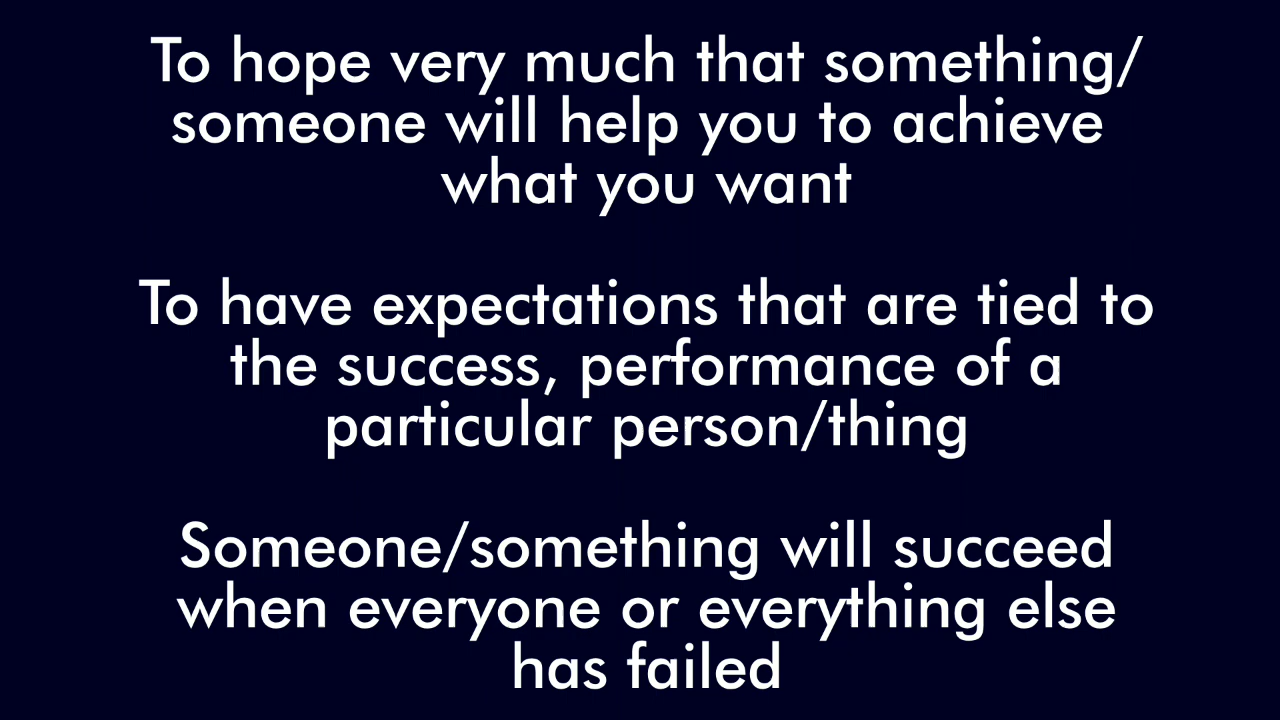 To hope very much that something/
someone will help you to achieve
what you want
To have expectations that are tied to
the success, performance of a
particular person/thing
Someone/something will succeed
when everyone or everything else
has failed